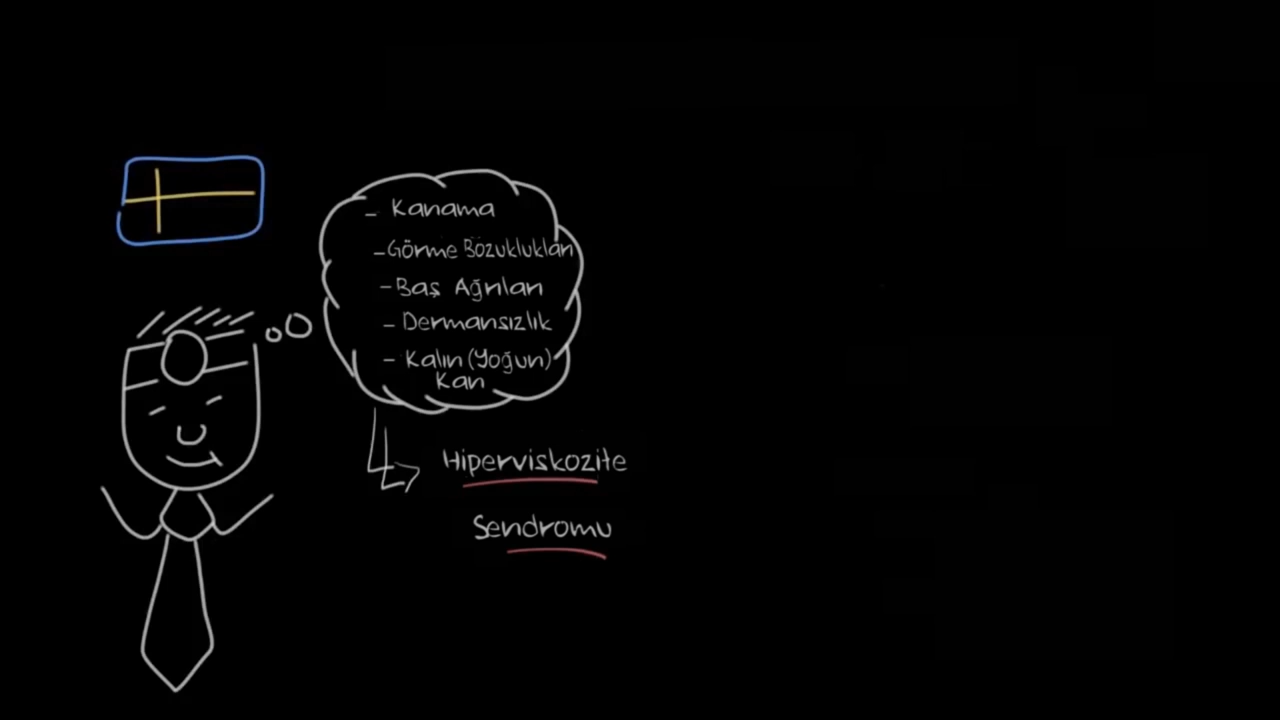 - Kanama
- Görme Bozuklukları
- Baş Ağrıları
- Dermansızlık
- Kalın (Yoğun)
Kan
Hiperviskozite
Sendromu